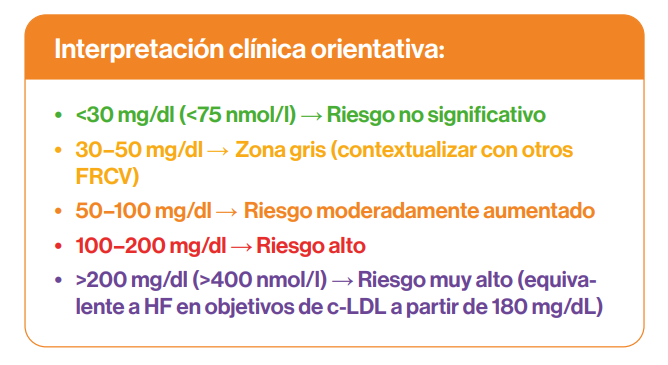 Interpretación clínica orientativa:
• <30 mg/dl (<75 nmol/l) → Riesgo no significativo
• 30–50 mg/dl → Zona gris (contextualizar con otros
FRCV)
• 50–100 mg/dl → Riesgo moderadamente aumentado
• 100–200 mg/dl → Riesgo alto
• >200 mg/dl (>400 nmol/l) → Riesgo muy alto (equiva-
lente a HF en objetivos de c-LDL a partir de 180 mg/dL)